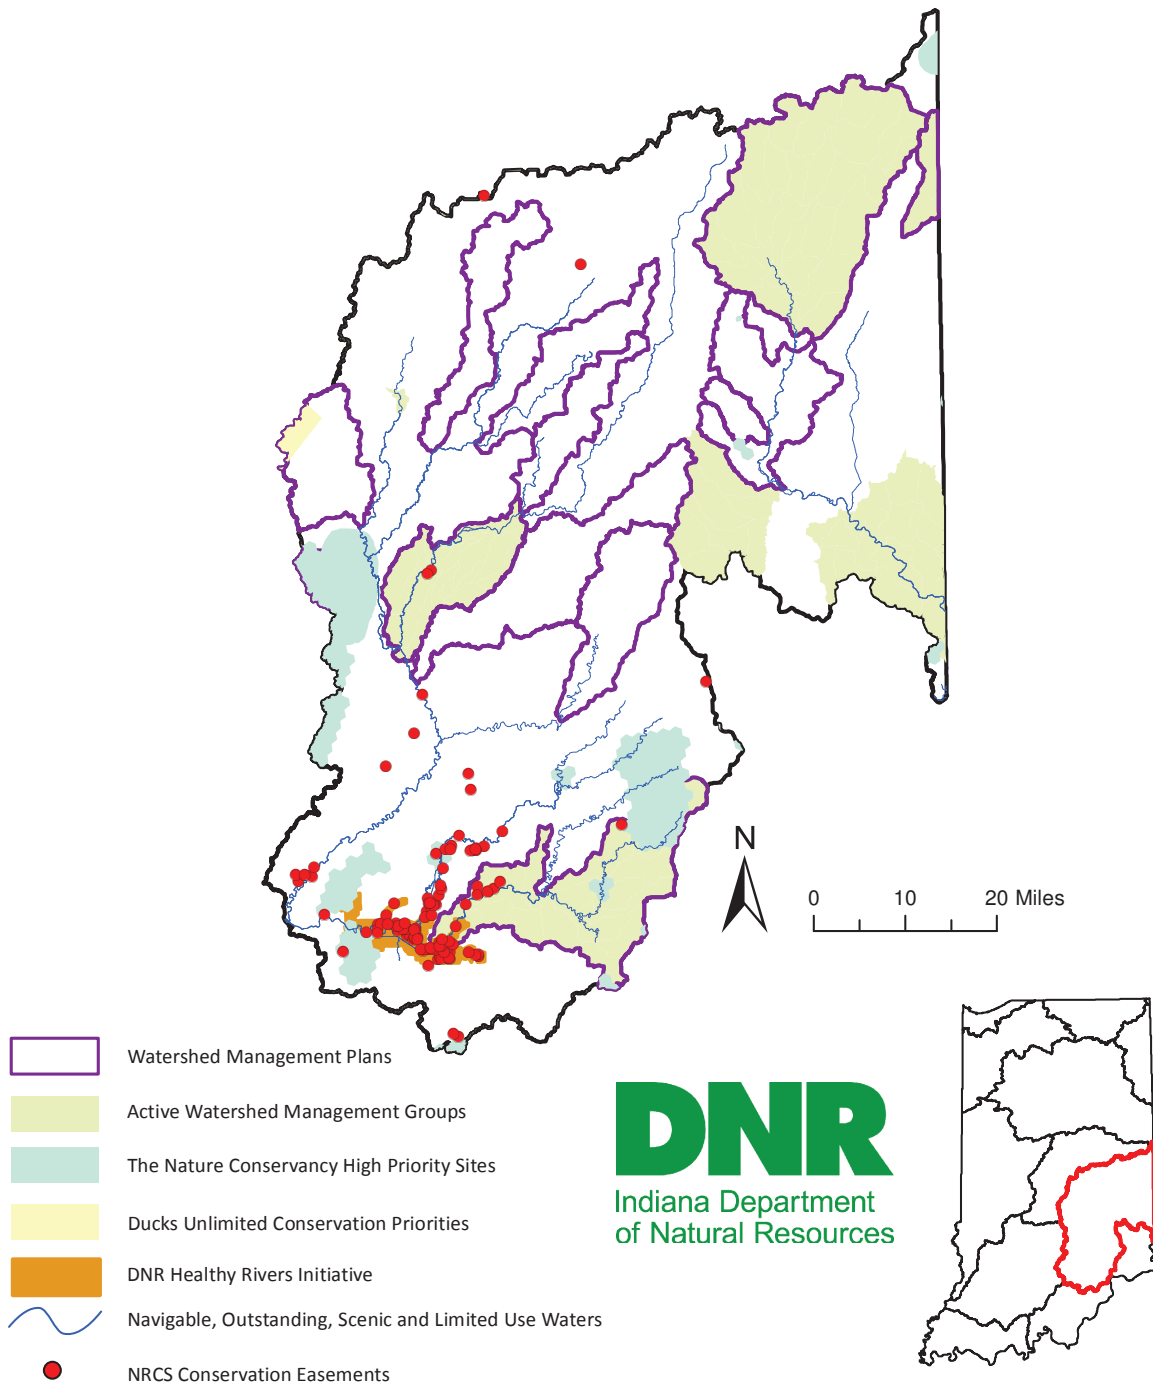 N
0 10 20 Miles
Watershed Management Plans
Active Watershed Management Groups
The Nature Conservancy High Priority Sites
Ducks Unlimited Conservation Priorities
DNR Healthy Rivers Initiative
Navigable, Outstanding, Scenic and Limited Use Waters
NRCS Conservation Easements
DNR
Indiana Department
of Natural Resources